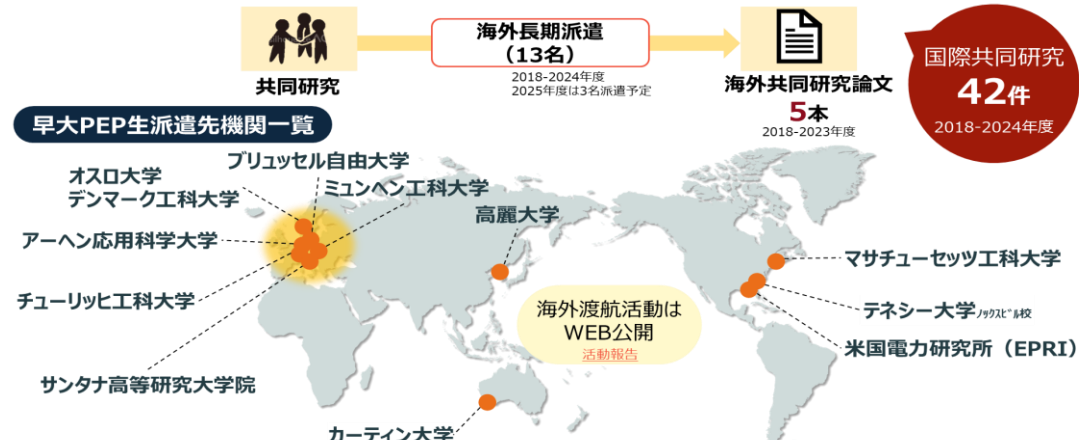 共同研究
海外長期派遣
(13名)
2018-2024年度
2025年度は3名派遣予定
海外共同研究論文
5本
2018-2023年度
国際共同研究
42件
2018-2024年度
早大PEP生派遣先機関一覧
ブリュッセル自由大学
オスロ大学
ミュンヘン工科大学
デンマーク工科大学
高麗大学
アーヘン応用科学大学
マサチューセッツ工科大学
チューリッヒ工科大学
海外渡航活動は
WEB公開
活動報告
テネシー大学ﾉｯｸｽﾋﾞﾙ校
米国電力研究所（EPRI）
サンタナ高等研究大学院
カーティン大学